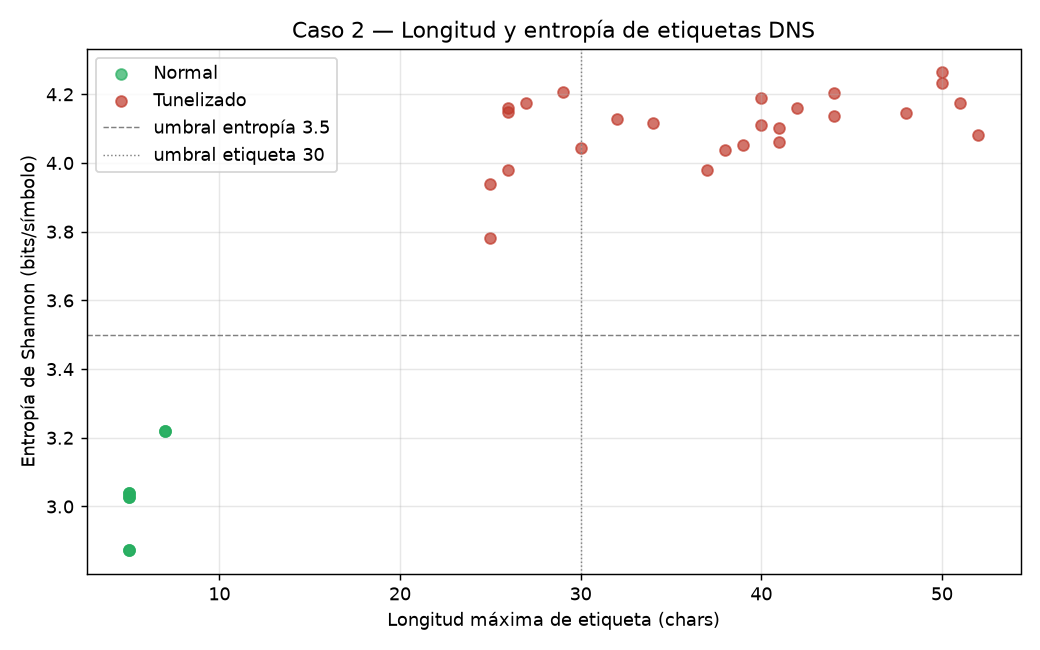 Caso 2 — Longitud y entropía de etiquetas DNS
Normal
Tunelizado
umbral entropía 3.5
umbral etiqueta 30
Entropía de Shannon (bits/símbolo)
4.2
4.0
3.8
3.6
3.4
3.2
3.0
10 20 30 40 50
Longitud máxima de etiqueta (chars)